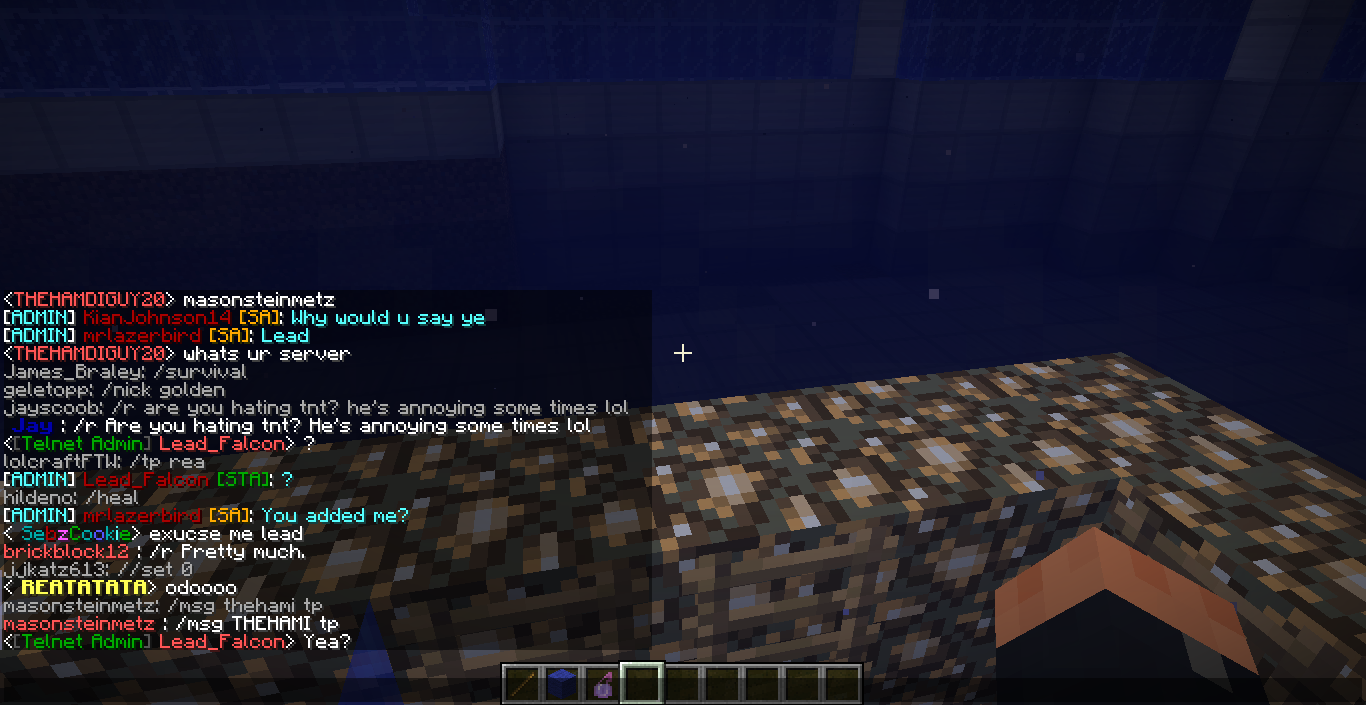 <THEHAMDIGUY20> masonsteinmetz
[ADMIN] KianJohnson14 [SA]: Why would u say ye
[ADMIN] mrlazerbird [SA]: Lead
<THEHAMDIGUY20> whats ur server
James_Braley: /survival
geletopp: /nick golden
jayscoob: /r are you hating tnt? he's annoying some times lol
Jay : /r Are you hating tnt? He's annoying some times lol
<[Telnet Admin] Lead_Falcon> ?
lolcraftFTW: /tp rea
[ADMIN] Lead_Falcon [STA]: ?
hildeno: /heal
[ADMIN] mrlazerbird [SA]: You added me?
< SebzCookie> exucse me lead
brickblock12 : /r Pretty much.
jjkatz613: //set 0
< REATATATA> odoooo
masonsteinmetz: /msg thehami tp
masonsteinmetz : /msg THEHAMI tp
<[Telnet Admin] Lead_Falcon> Yea?